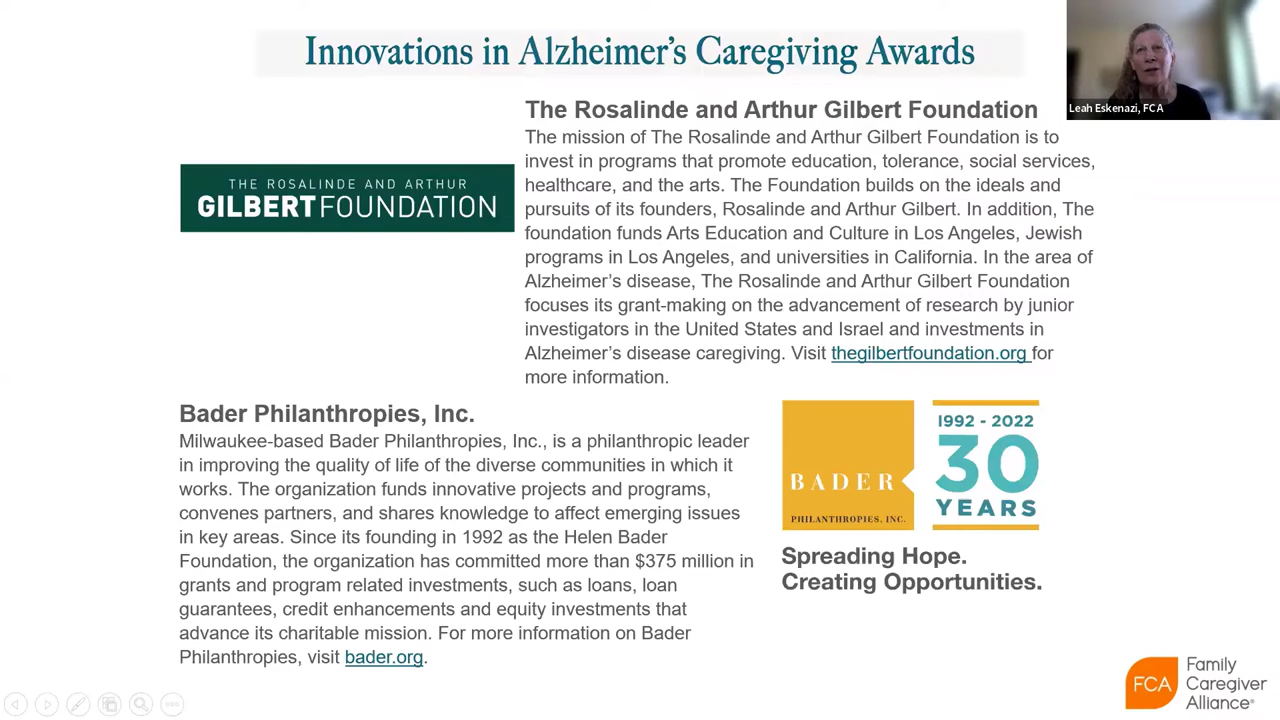 Innovations in Alzheimer's Caregiving Awards
Leah Eskenazi, FCA
The Rosalinde and Arthur Gilbert Foundation
The mission of The Rosalinde and Arthur Gilbert Foundation is to
invest in programs that promote education, tolerance, social services,
healthcare, and the arts. The Foundation builds on the ideals and
pursuits of its founders, Rosalinde and Arthur Gilbert. In addition, The
foundation funds Arts Education and Culture in Los Angeles, Jewish
programs in Los Angeles, and universities in California. In the area of
Alzheimer's disease, The Rosalinde and Arthur Gilbert Foundation
focuses its grant-making on the advancement of research by junior
investigators in the United States and Israel and investments in
Alzheimer's disease caregiving. Visit thegilbertfoundation.org for
more information.
THE ROSALINDE AND ARTHUR
GILBERT FOUNDATION
Bader Philanthropies, Inc.
Milwaukee-based Bader Philanthropies, Inc., is a philanthropic leader
in improving the quality of life of the diverse communities in which it
works. The organization funds innovative projects and programs,
convenes partners, and shares knowledge to affect emerging issues
in key areas. Since its founding in 1992 as the Helen Bader
Foundation, the organization has committed more than $375 million in
grants and program related investments, such as loans, loan
guarantees, credit enhancements and equity investments that
advance its charitable mission. For more information on Bader
Philanthropies, visit bader.org.
BADER
PHILANTHROPIES, INC.
1992 - 2022
30
YEARS
Spreading Hope.
Creating Opportunities.
FCA
Family
Caregiver
Alliance®